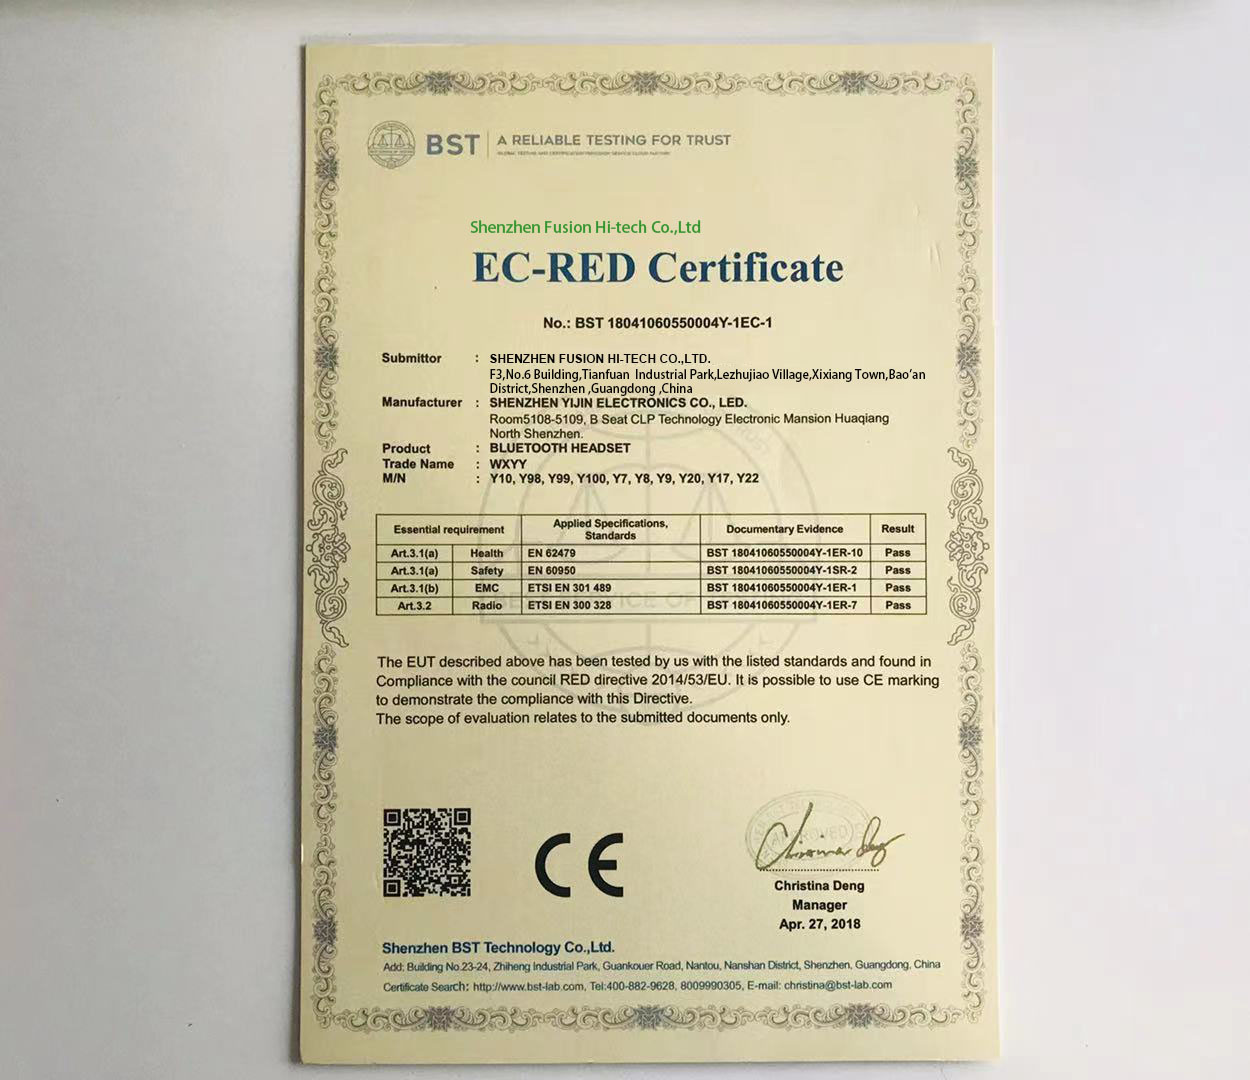 BST A RELIABLE TESTING FOR TRUST
Shenzhen Fusion Hi-tech Co.,Ltd
EC-RED Certificate
No.: BST 18041060550004Y-1EC-1
Submittor : SHENZHEN FUSION HI-TECH CO.,LTD.
F3,No.6 Building,Tianfuan Industrial Park,Lezhujiao Village,Xixiang Town,Bao'an
District,Shenzhen ,Guangdong ,China
Manufacturer : SHENZHEN YIJIN ELECTRONICS CO., LED.
Room5108-5109, B Seat CLP Technology Electronic Mansion Huaqiang
North Shenzhen.
Product : BLUETOOTH HEADSET
Trade Name : WXYY
M/N : Y10, Y98, Y99, Y100, Y7, Y8, Y9, Y20, Y17, Y22
Essential requirement Applied Specifications, Standards Documentary Evidence Result
Art.3.1(a) Health EN 62479 BST 18041060550004Y-1ER-10 Pass
Art.3.1(a) Safety EN 60950 BST 18041060550004Y-1SR-2 Pass
Art.3.1(b) EMC ETSI EN 301 489 BST 18041060550004Y-1ER-1 Pass
Art.3.2 Radio ETSI EN 300 328 BST 18041060550004Y-1ER-7 Pass
The EUT described above has been tested by us with the listed standards and found in
Compliance with the council RED directive 2014/53/EU. It is possible to use CE marking
to demonstrate the compliance with this Directive.
The scope of evaluation relates to the submitted documents only.
CE
APPROVED
Christina Deng
Manager
Apr. 27, 2018
Shenzhen BST Technology Co.,Ltd.
Add: Building No.23-24, Zhiheng Industrial Park, Guankouer Road, Nantou, Nanshan District, Shenzhen, Guangdong, China
Certificate Search: http://www.bst-lab.com, Tel:400-882-9628, 8009990305, E-mail: christina@bst-lab.com